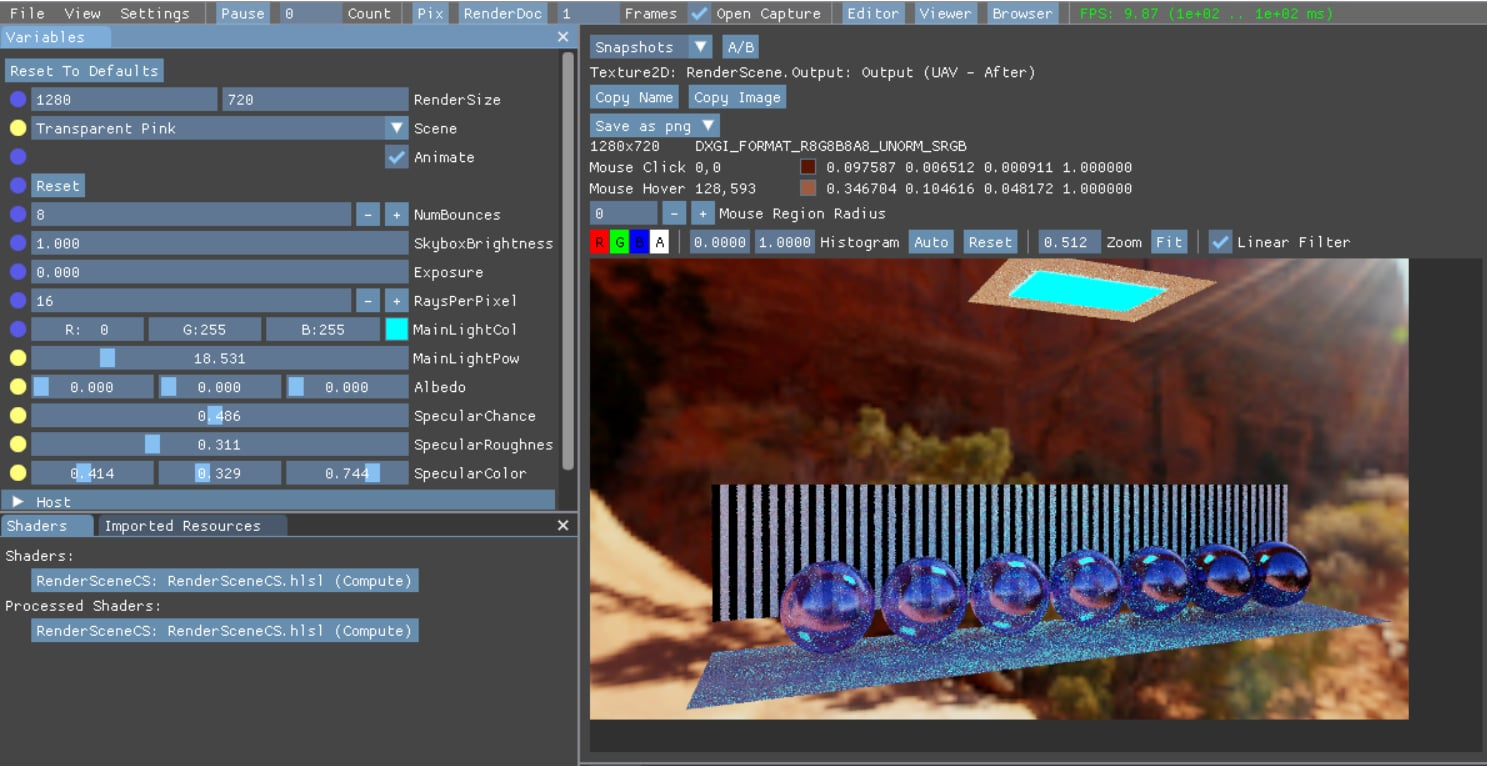 File View Settings Pause 0 Count Pix RenderDoc 1 Frames Open Capture Editor Viewer Browser FPS: 9.87 (1e+02 .. 1e+02 ms)
Variables
Reset To Defaults
1280 720 RenderSize
Transparent Pink Scene
Animate
Reset
8 - + NumBounces
1.000 SkyboxBrightness
0.000 Exposure
16 - + RaysPerPixel
R: 0 G:255 B:255 MainLightCol
18.531 MainLightPow
0.000 0.000 0.000 Albedo
0.486 SpecularChance
0.311 SpecularRoughnes
0.414 0.329 0.744 SpecularColor
Host
Shaders Imported Resources
Shaders:
RenderSceneCS: RenderSceneCS.hlsl (Compute)
Processed Shaders:
RenderSceneCS: RenderSceneCS.hlsl (Compute)
Snapshots A/B
Texture2D: RenderScene.Output: Output (UAV - After)
Copy Name Copy Image
Save as png
1280x720 DXGI_FORMAT_R8G8B8A8_UNORM_SRGB
Mouse Click 0,0 0.097587 0.006512 0.000911 1.000000
Mouse Hover 128,593 0.346704 0.104616 0.048172 1.000000
0 - + Mouse Region Radius
R G B A 0.0000 1.0000 Histogram Auto Reset 0.512 Zoom Fit Linear Filter